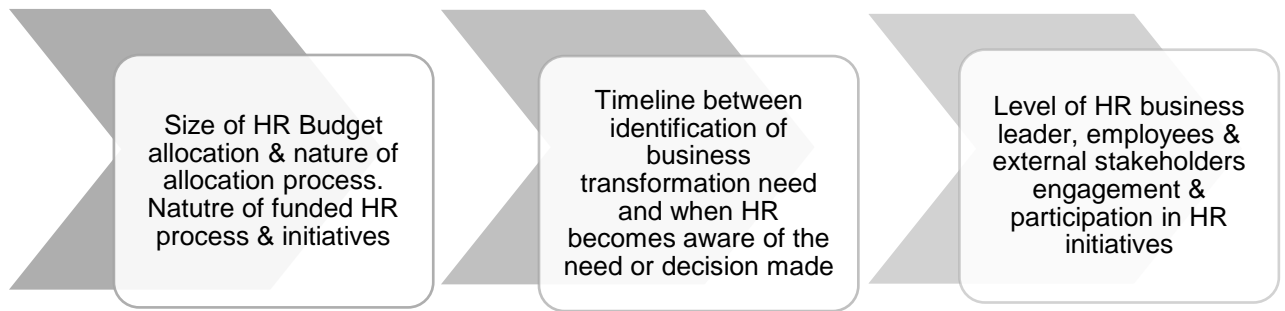 Size of HR Budget
allocation & nature of
allocation process.
Natutre of funded HR
process & initiatives
Timeline between
identification of
business
transformation need
and when HR
becomes aware of the
need or decision made
Level of HR business
leader, employees &
external stakeholders
engagement &
participation in HR
initiatives